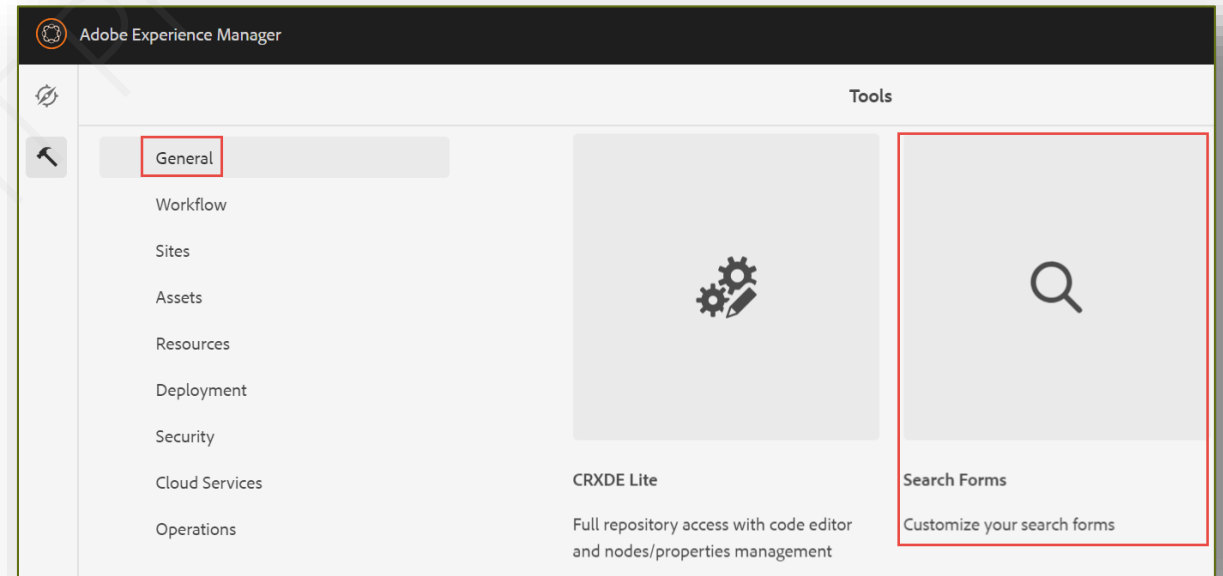 Adobe Experience Manager
Tools
General
Workflow
Sites
Assets
Resources
Deployment
Security
Cloud Services
Operations
CRXDE Lite
Full repository access with code editor
and nodes/properties management
Search Forms
Customize your search forms